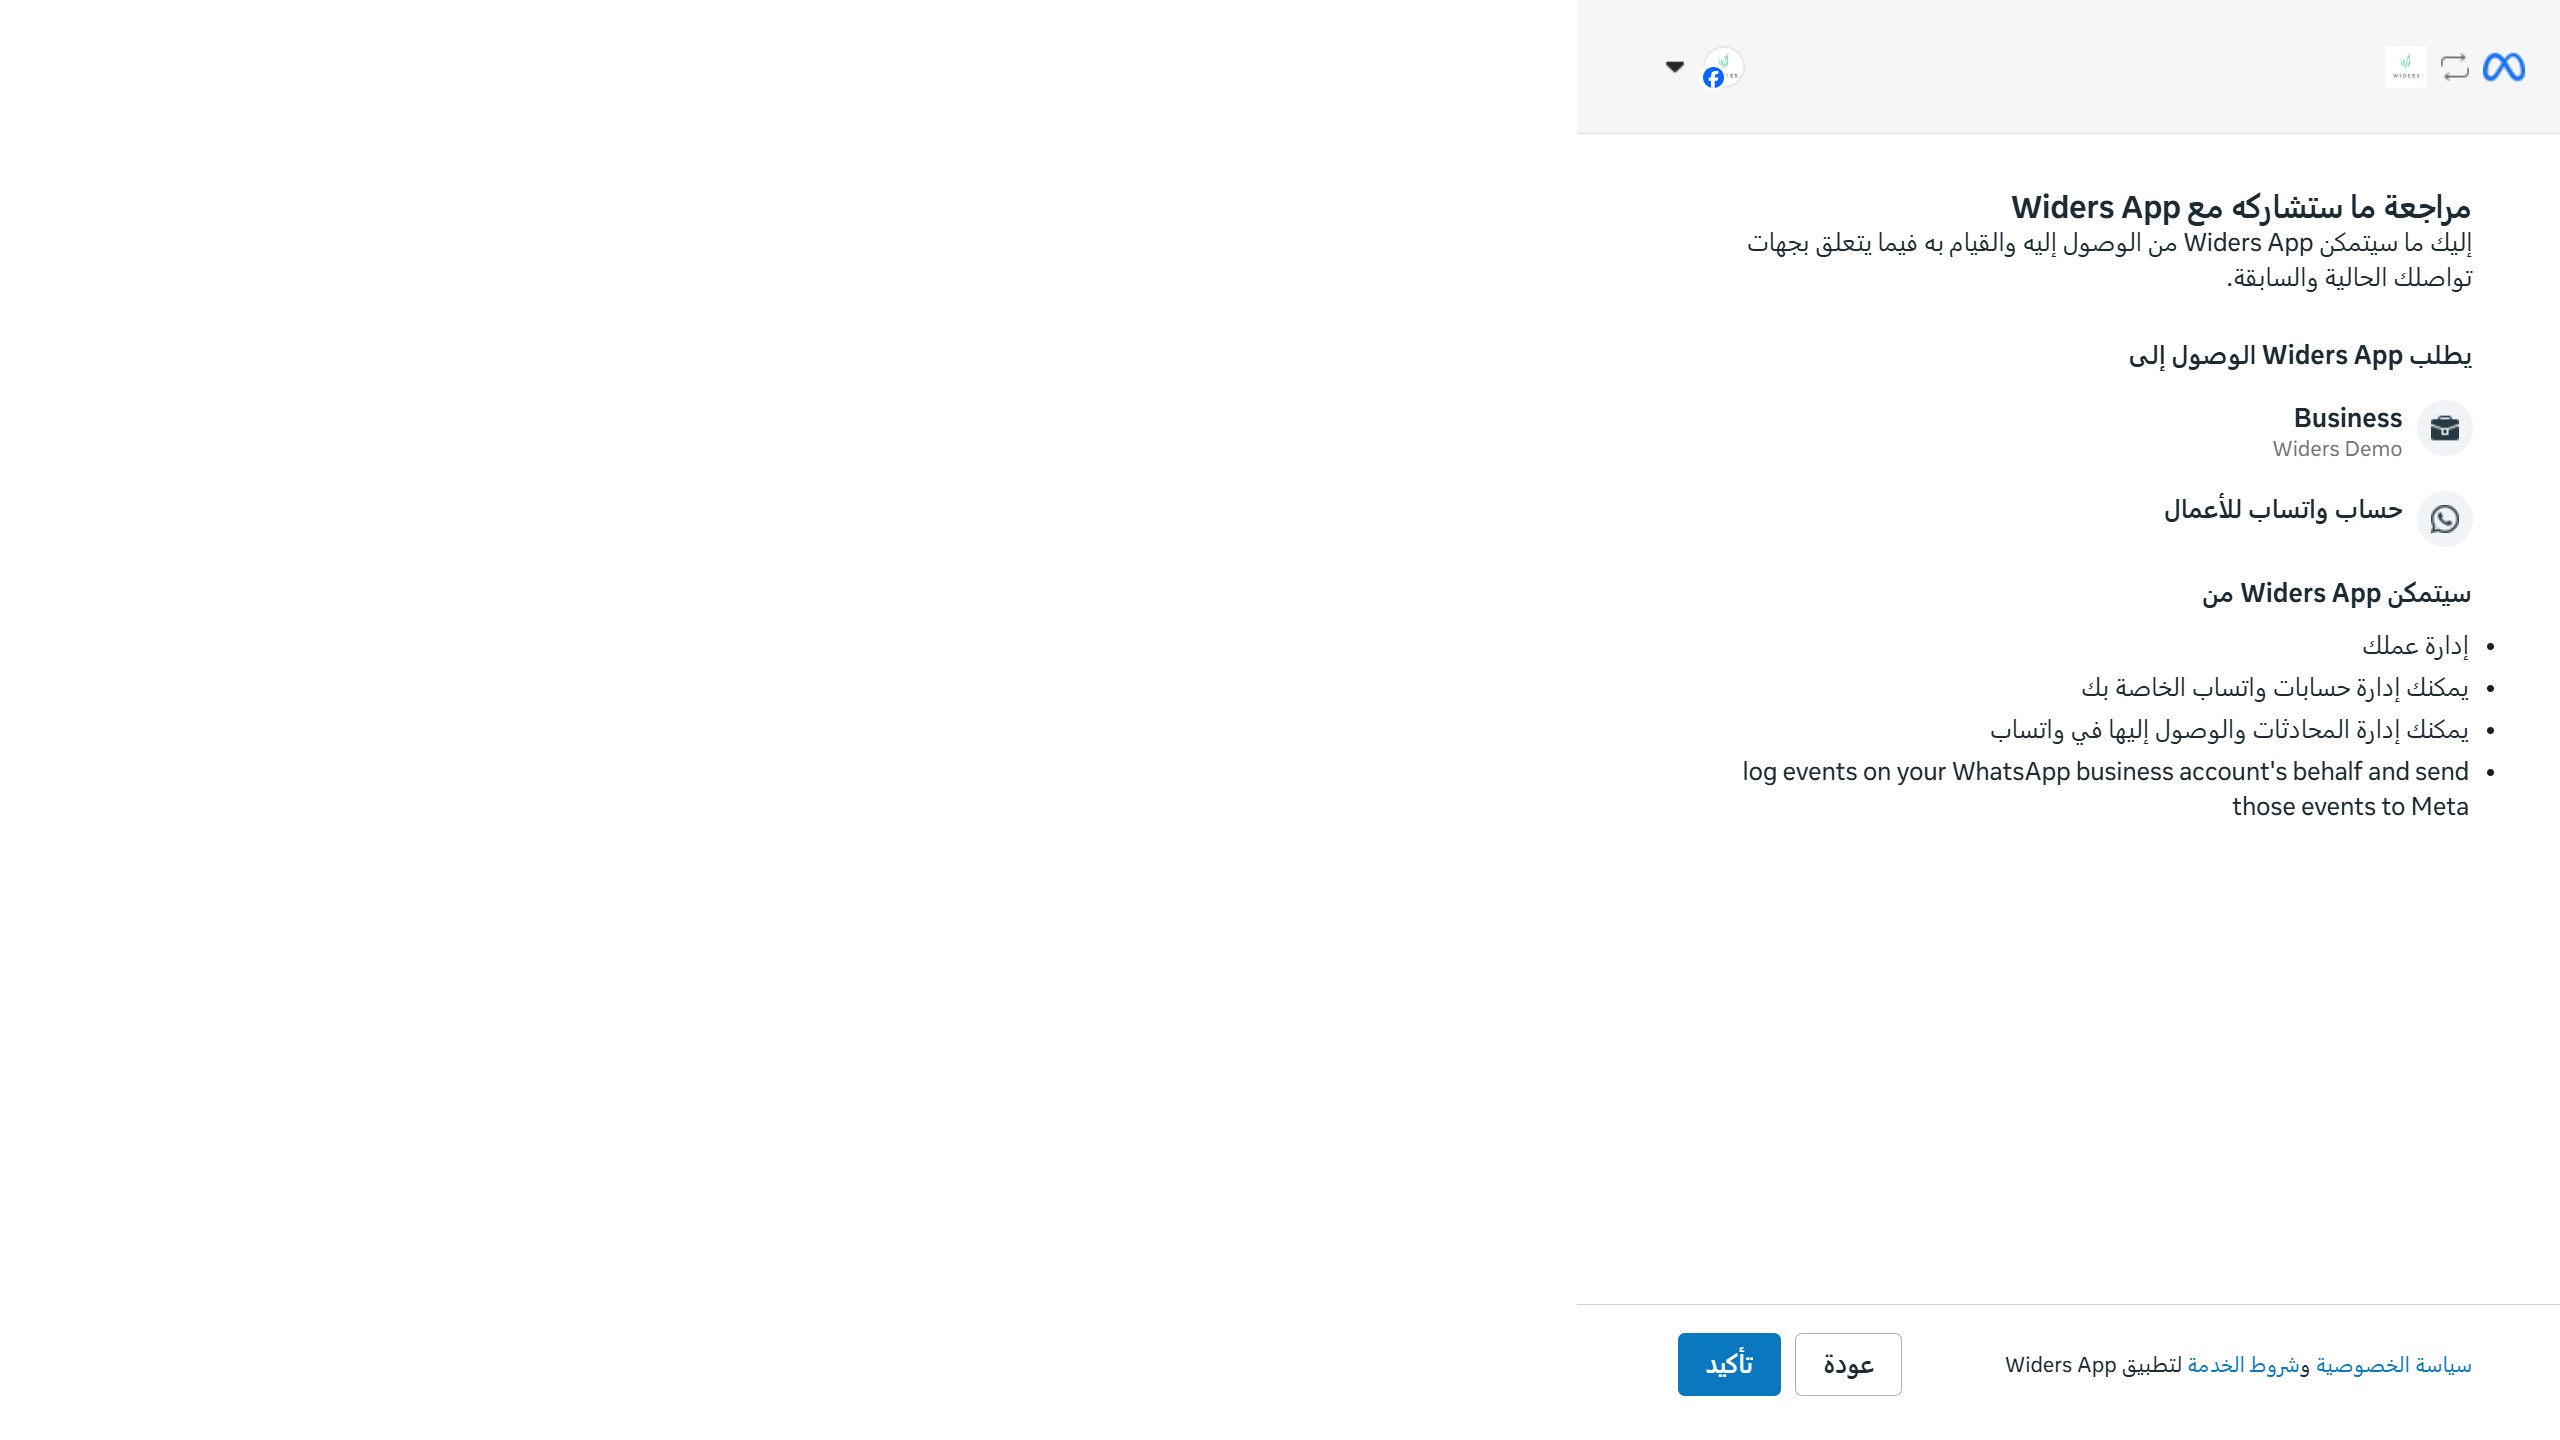 WIDERS
مراجعة ما ستشاركه مع Widers App
إليك ما سيتمكن Widers App من الوصول إليه والقيام به فيما يتعلق بجهات
تواصلك الحالية والسابقة.
يطلب Widers App الوصول إلى
Business
Widers Demo
حساب واتساب للأعمال
سيتمكن Widers App من
• إدارة عملك
• يمكنك إدارة حسابات واتساب الخاصة بك
• يمكنك إدارة المحادثات والوصول إليها في واتساب
• log events on your WhatsApp business account's behalf and send
those events to Meta
سياسة الخصوصية وشروط الخدمة لتطبيق Widers App
عودة
تأكيد